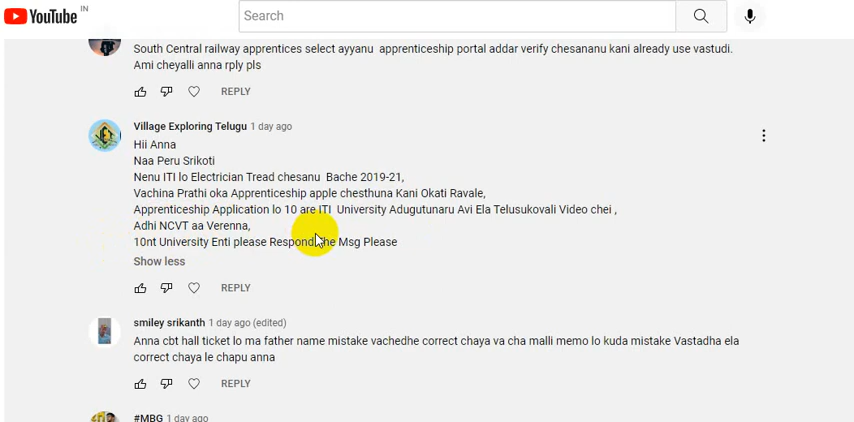 YouTube IN
Search
South Central railway apprentices select ayyanu apprenticeship portal addar verify chesananu kani already use vastudi.
Ami cheyalli anna rply pls
REPLY
Village Exploring Telugu 1 day ago
Hii Anna
Naa Peru Srikoti
Nenu ITI lo Electrician Tread chesanu Bache 2019-21,
Vachina Prathi oka Apprenticeship apple chesthuna Kani Okati Ravale,
Apprenticeship Application lo 10 are ITI University Adugutunaru Avi Ela Telusukovali Video chei ,
Adhi NCVT aa Verenna,
10nt University Enti please Respond the Msg Please
Show less
REPLY
smiley srikanth 1 day ago (edited)
Anna cbt hall ticket lo ma father name mistake vachedhe correct chaya va cha malli memo lo kuda mistake Vastadha ela
correct chaya le chapu anna
REPLY
#MBG 1 day ago